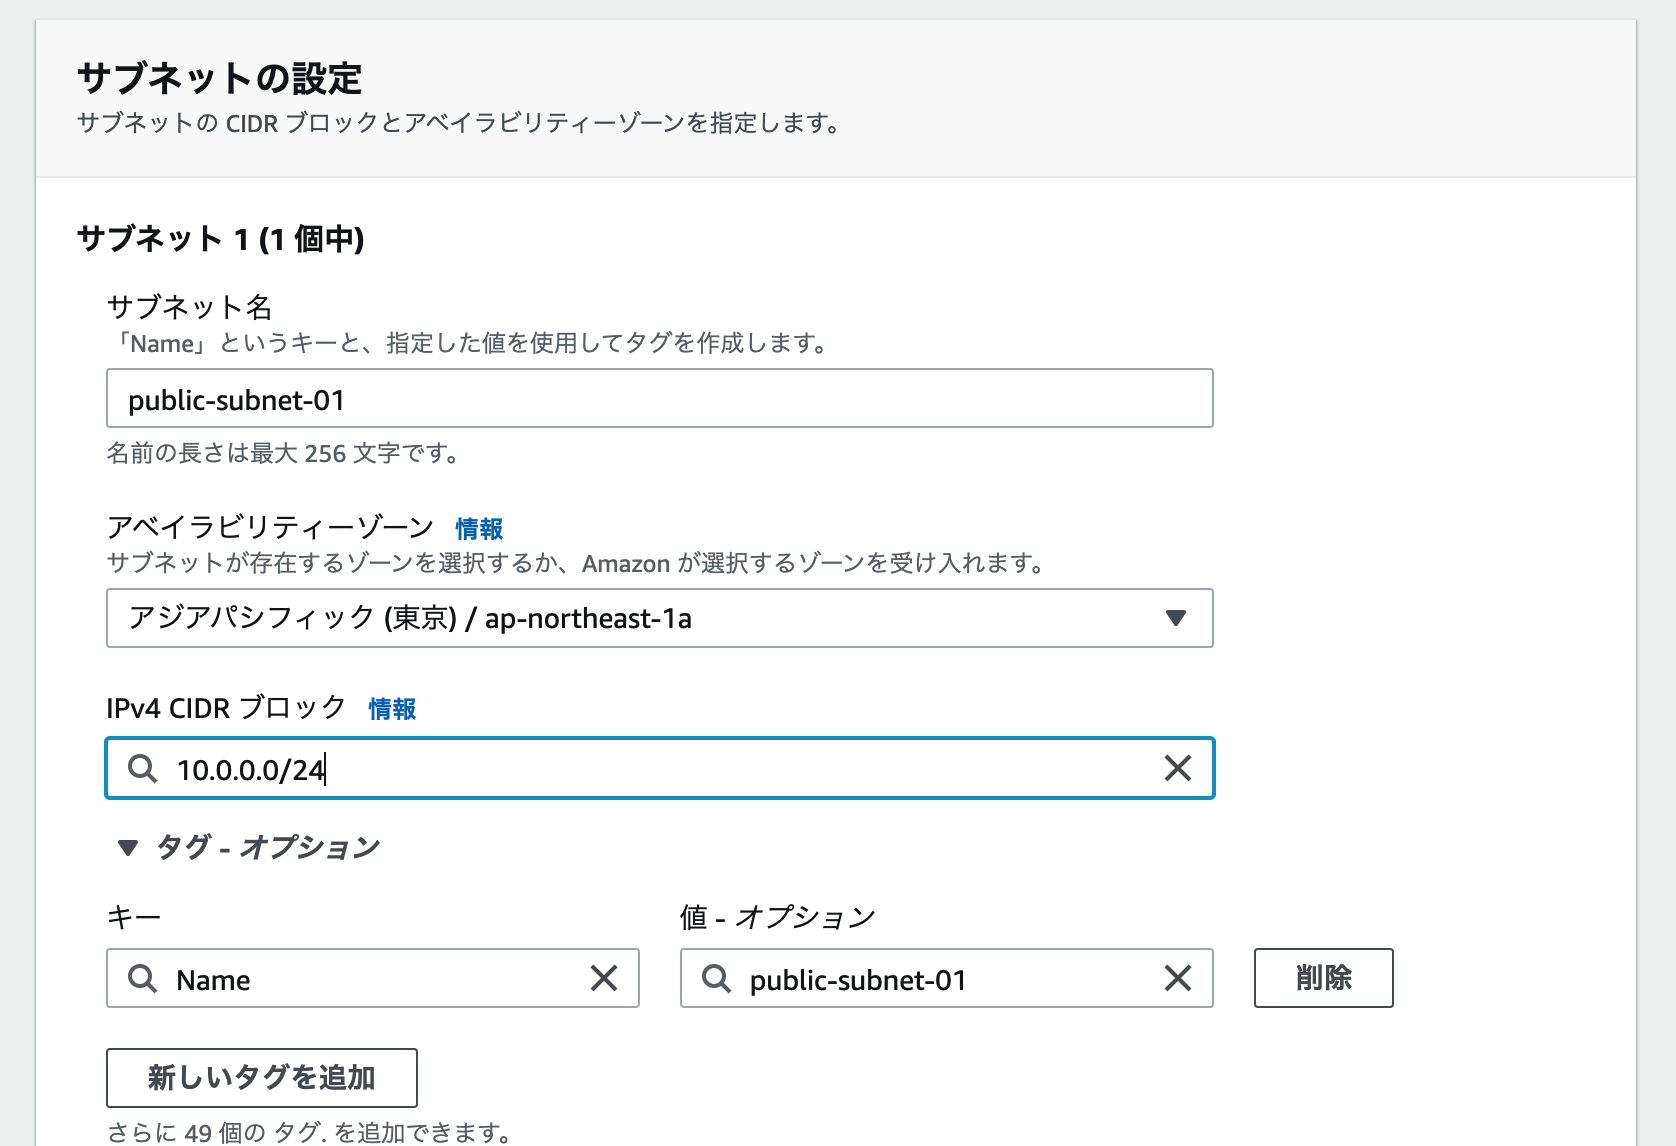 サブネットの設定
サブネットの CIDR ブロックとアベイラビリティーゾーンを指定します。
サブネット 1 (1 個中)
サブネット名
「Name」というキーと、指定した値を使用してタグを作成します。
public-subnet-01
名前の長さは最大 256 文字です。
アベイラビリティーゾーン 情報
サブネットが存在するゾーンを選択するか、Amazon が選択するゾーンを受け入れます。
アジアパシフィック (東京) / ap-northeast-1a
IPv4 CIDR ブロック 情報
10.0.0.0/24
タグ - オプション
キー 値 - オプション
Name public-subnet-01 削除
新しいタグを追加
さらに 49 個の タグ. を追加できます。